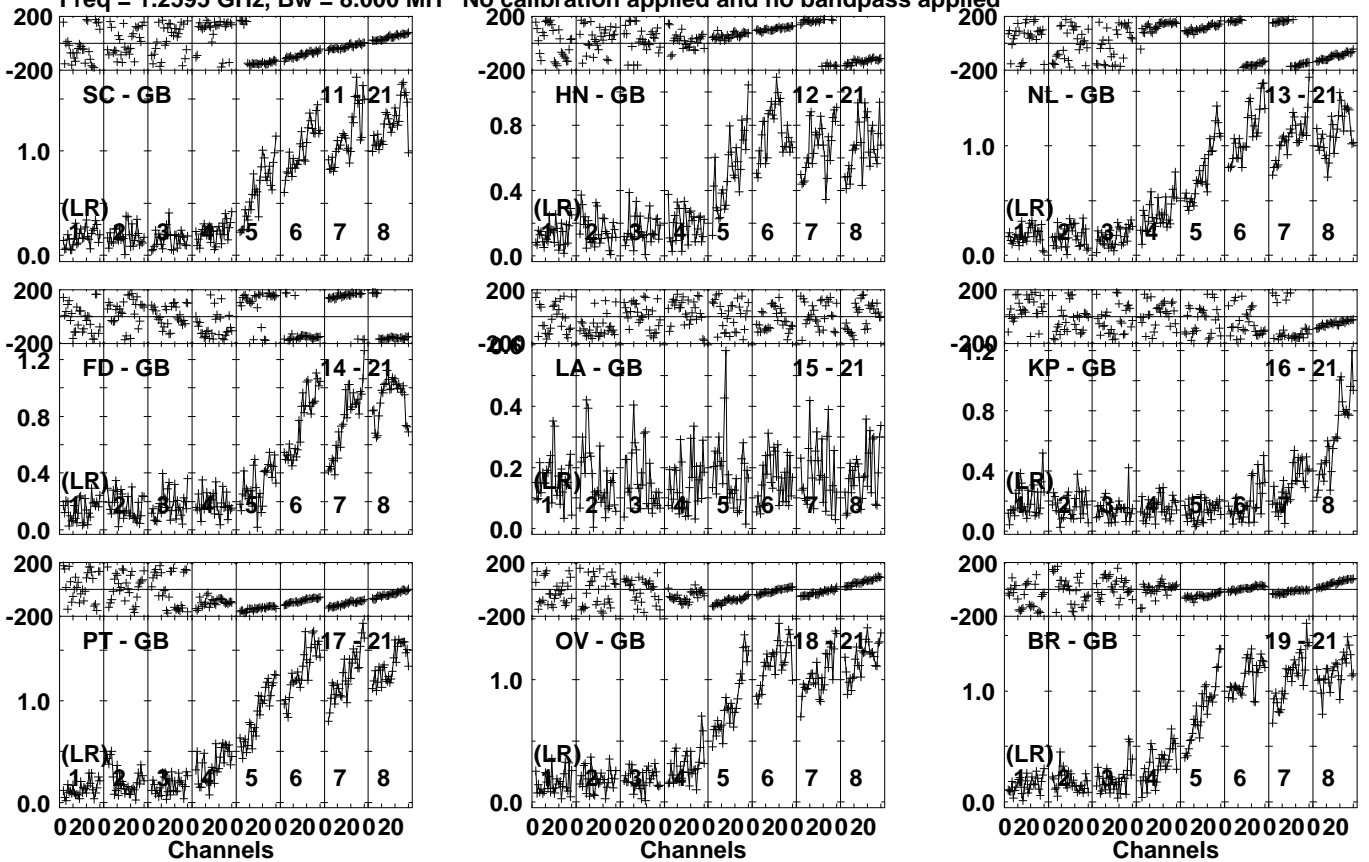 Freq = 1.2595 GHz, Bw = 8.000 MH No calibration applied and no bandpass applied
200 200 200
-200 -200 -200
SC - GB 11 - 21 HN - GB 12 - 21 NL - GB 13 - 21
0.8
1.0 1.0
0.4
(LR) (LR) (LR)
1 2 3 4 5 6 7 8 1 2 3 4 5 6 7 8 1 2 3 4 5 6 7 8
0.0 0.0 0.0
200 200 200
-200 -200 -200
1.2 0.6 1.2
FD - GB 14 - 21 LA - GB 15 - 21 KP - GB 16 - 21
0.8 0.4 0.8
0.4 0.2 0.4
(LR) (LR) (LR)
1 2 3 4 5 6 7 8 1 2 3 4 5 6 7 8 1 2 3 4 5 6 7 8
0.0 0.0 0.0
200 200 200
-200 -200 -200
PT - GB 17 - 21 OV - GB 18 - 21 BR - GB 19 - 21
1.0 1.0 1.0
(LR) (LR) (LR)
1 2 3 4 5 6 7 8 1 2 3 4 5 6 7 8 1 2 3 4 5 6 7 8
0.0 0.0 0.0
0 20 0 20 0 20 0 20 0 20 0 20 0 20 0 20 0 20 0 20 0 20 0 20 0 20 0 20 0 20 0 20 0 20 0 20 0 20 0 20 0 20 0 20 0 20 0 20
Channels Channels Channels